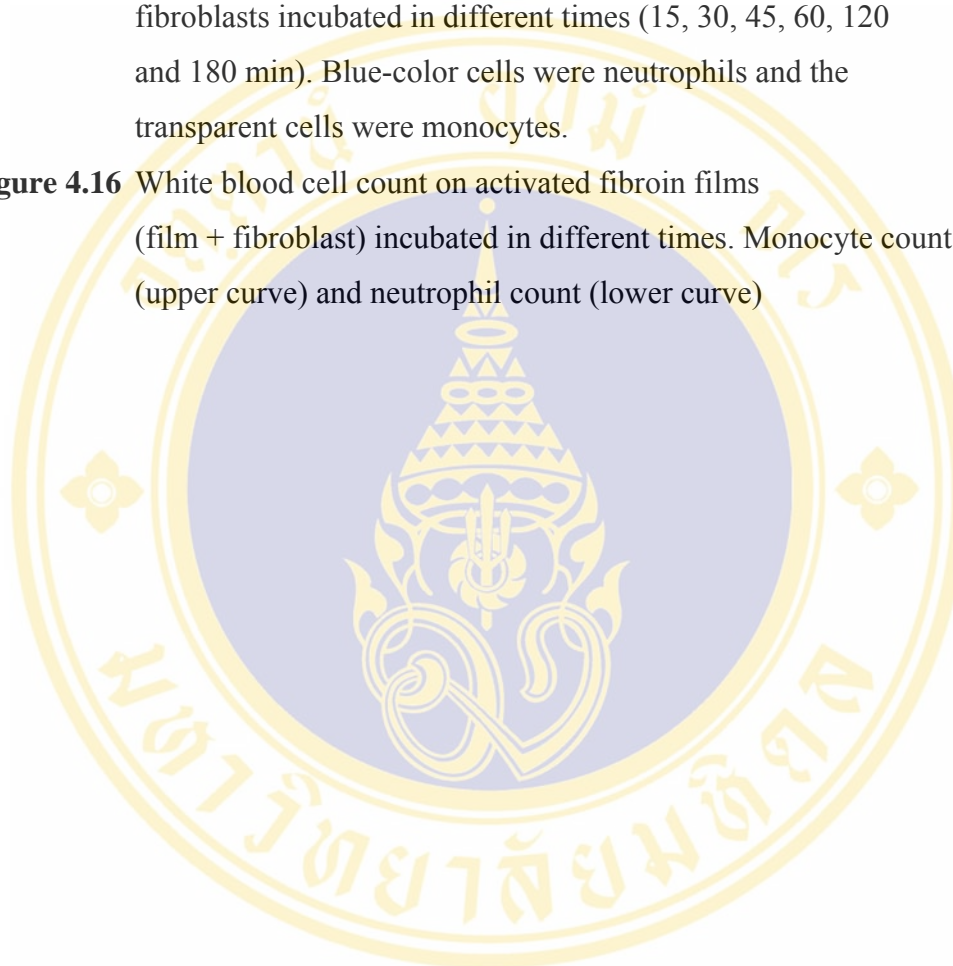 fibroblasts incubated in different times (15, 30, 45, 60, 120
and 180 min). Blue-color cells were neutrophils and the
transparent cells were monocytes.
gure 4.16 White blood cell count on activated fibroin films
(film + fibroblast) incubated in different times. Monocyte count
(upper curve) and neutrophil count (lower curve)
มหาวิทยาลัยมหิดล